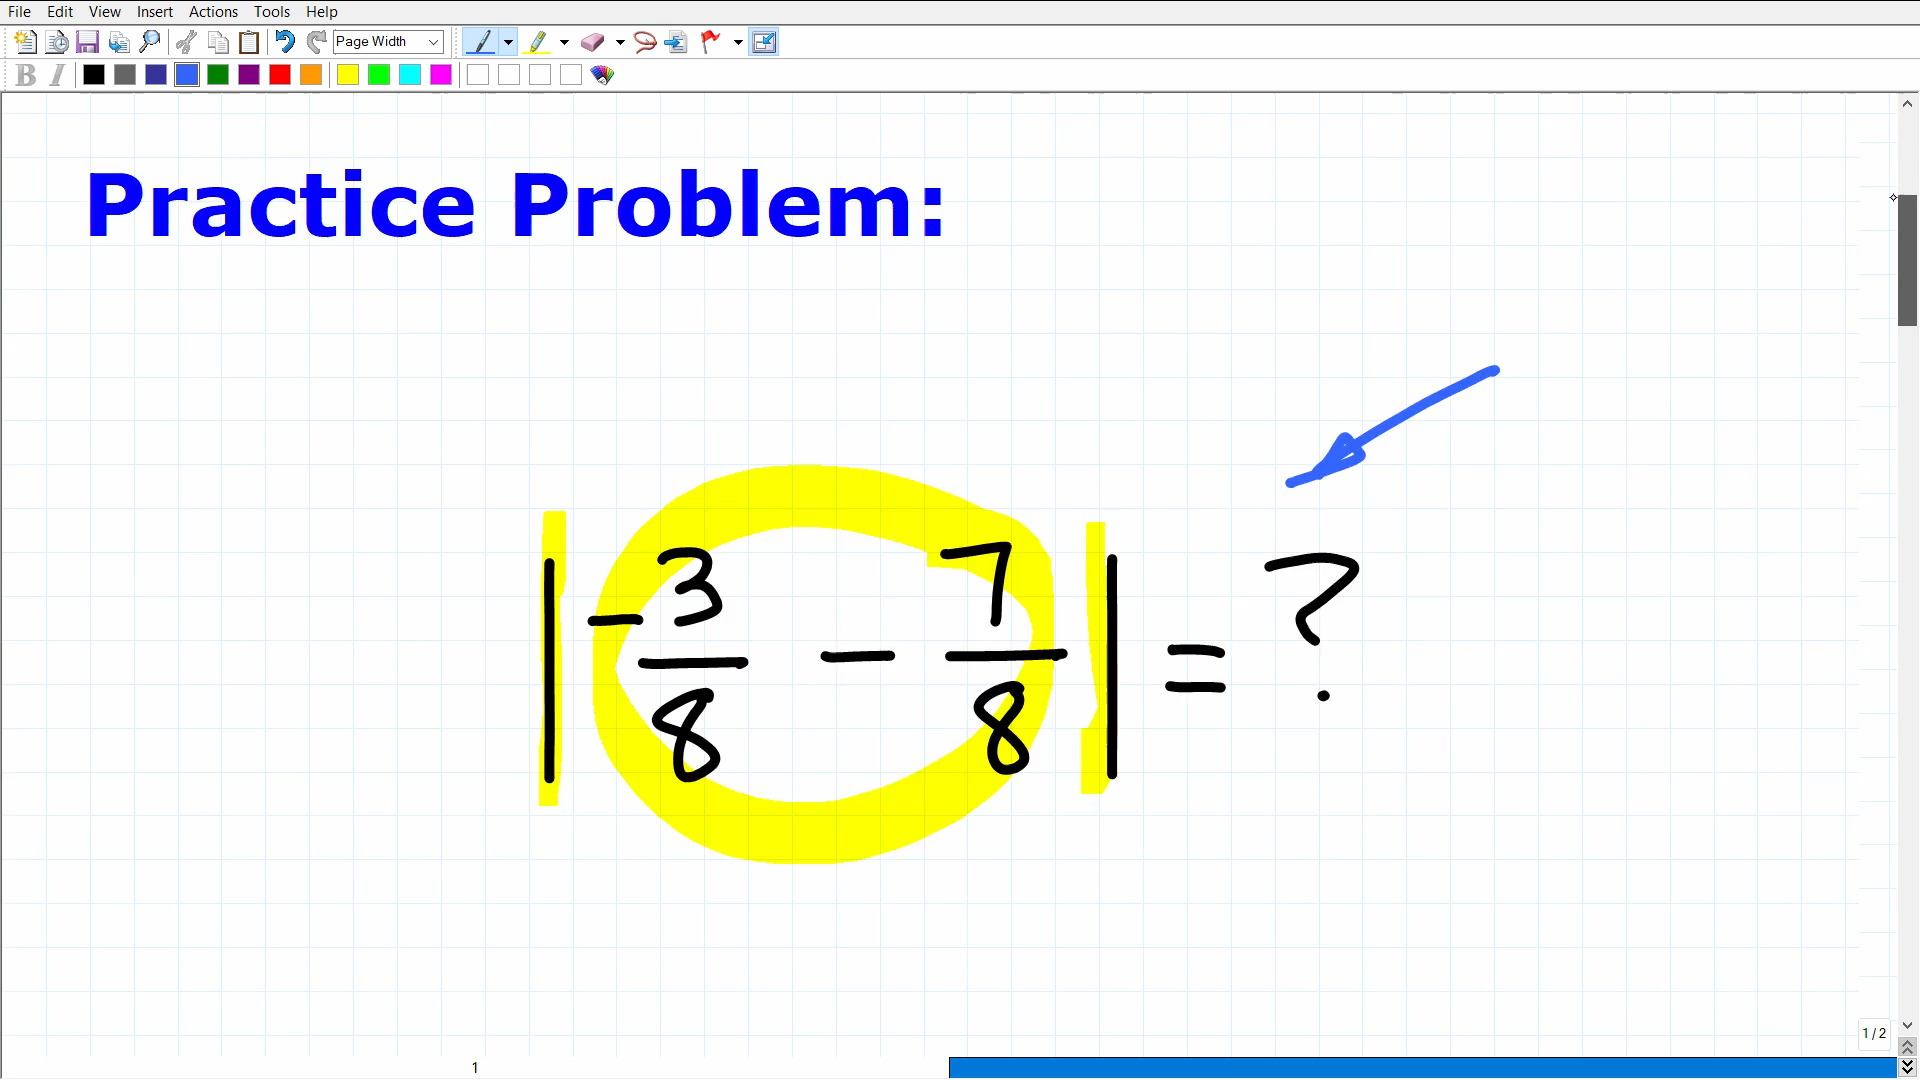 File Edit View Insert Actions Tools Help
Page Width
B I
Practice Problem:
| -3/8 - 7/8 | = ?
1 / 2
1